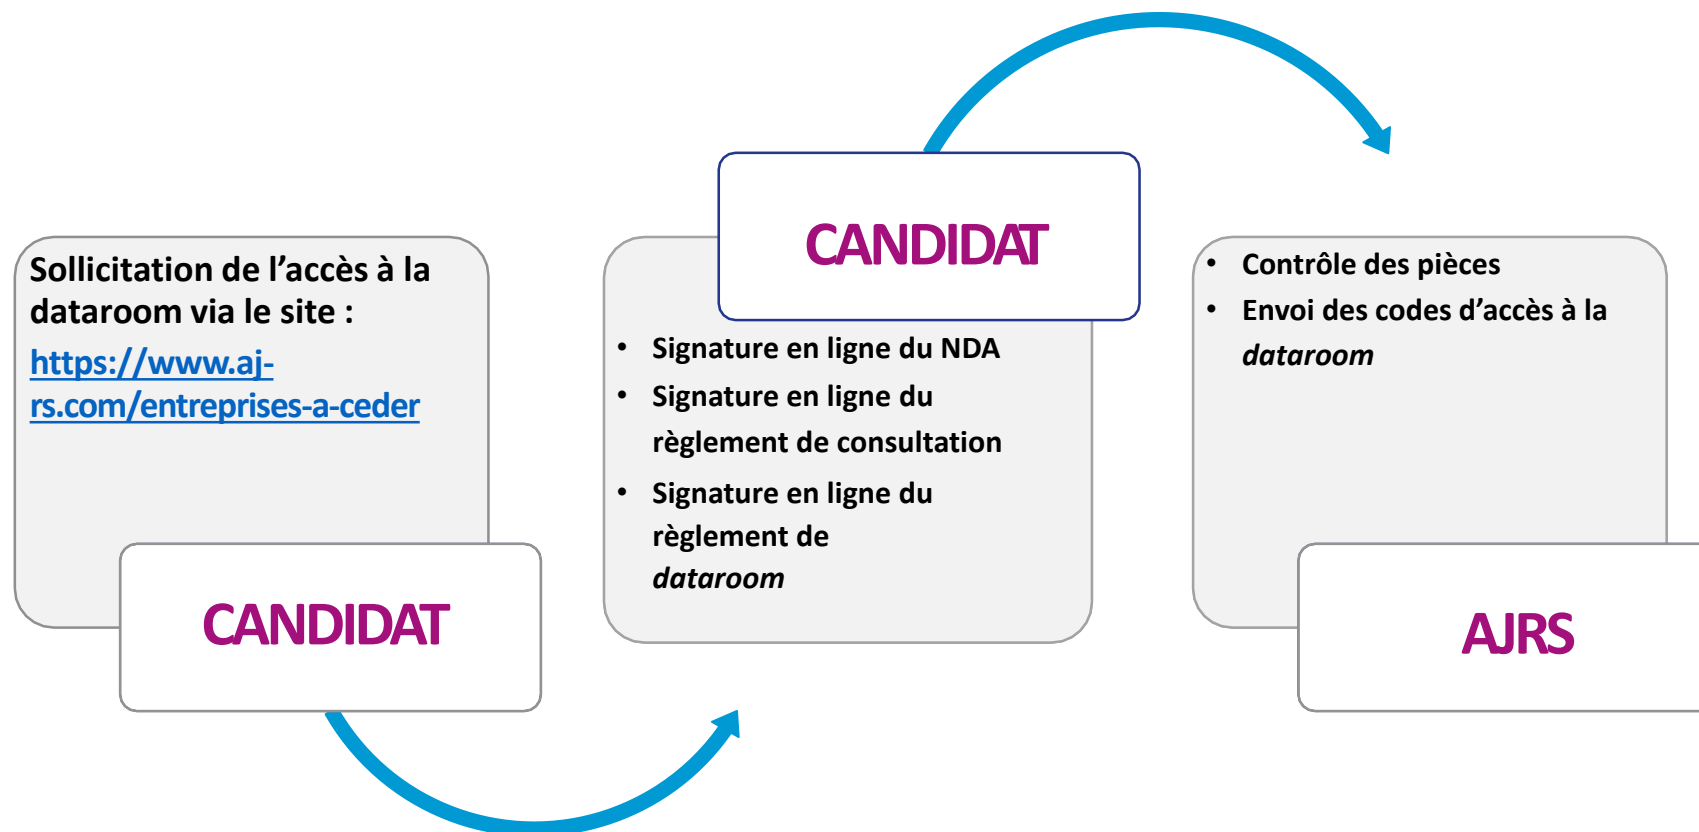 Sollicitation de l’accès à la
dataroom via le site :
https://www.aj-
rs.com/entreprises-a-ceder
CANDIDAT
CANDIDAT
• Signature en ligne du NDA
• Signature en ligne du
règlement de consultation
• Signature en ligne du
règlement de
dataroom
• Contrôle des pièces
• Envoi des codes d’accès à la
dataroom
AJRS